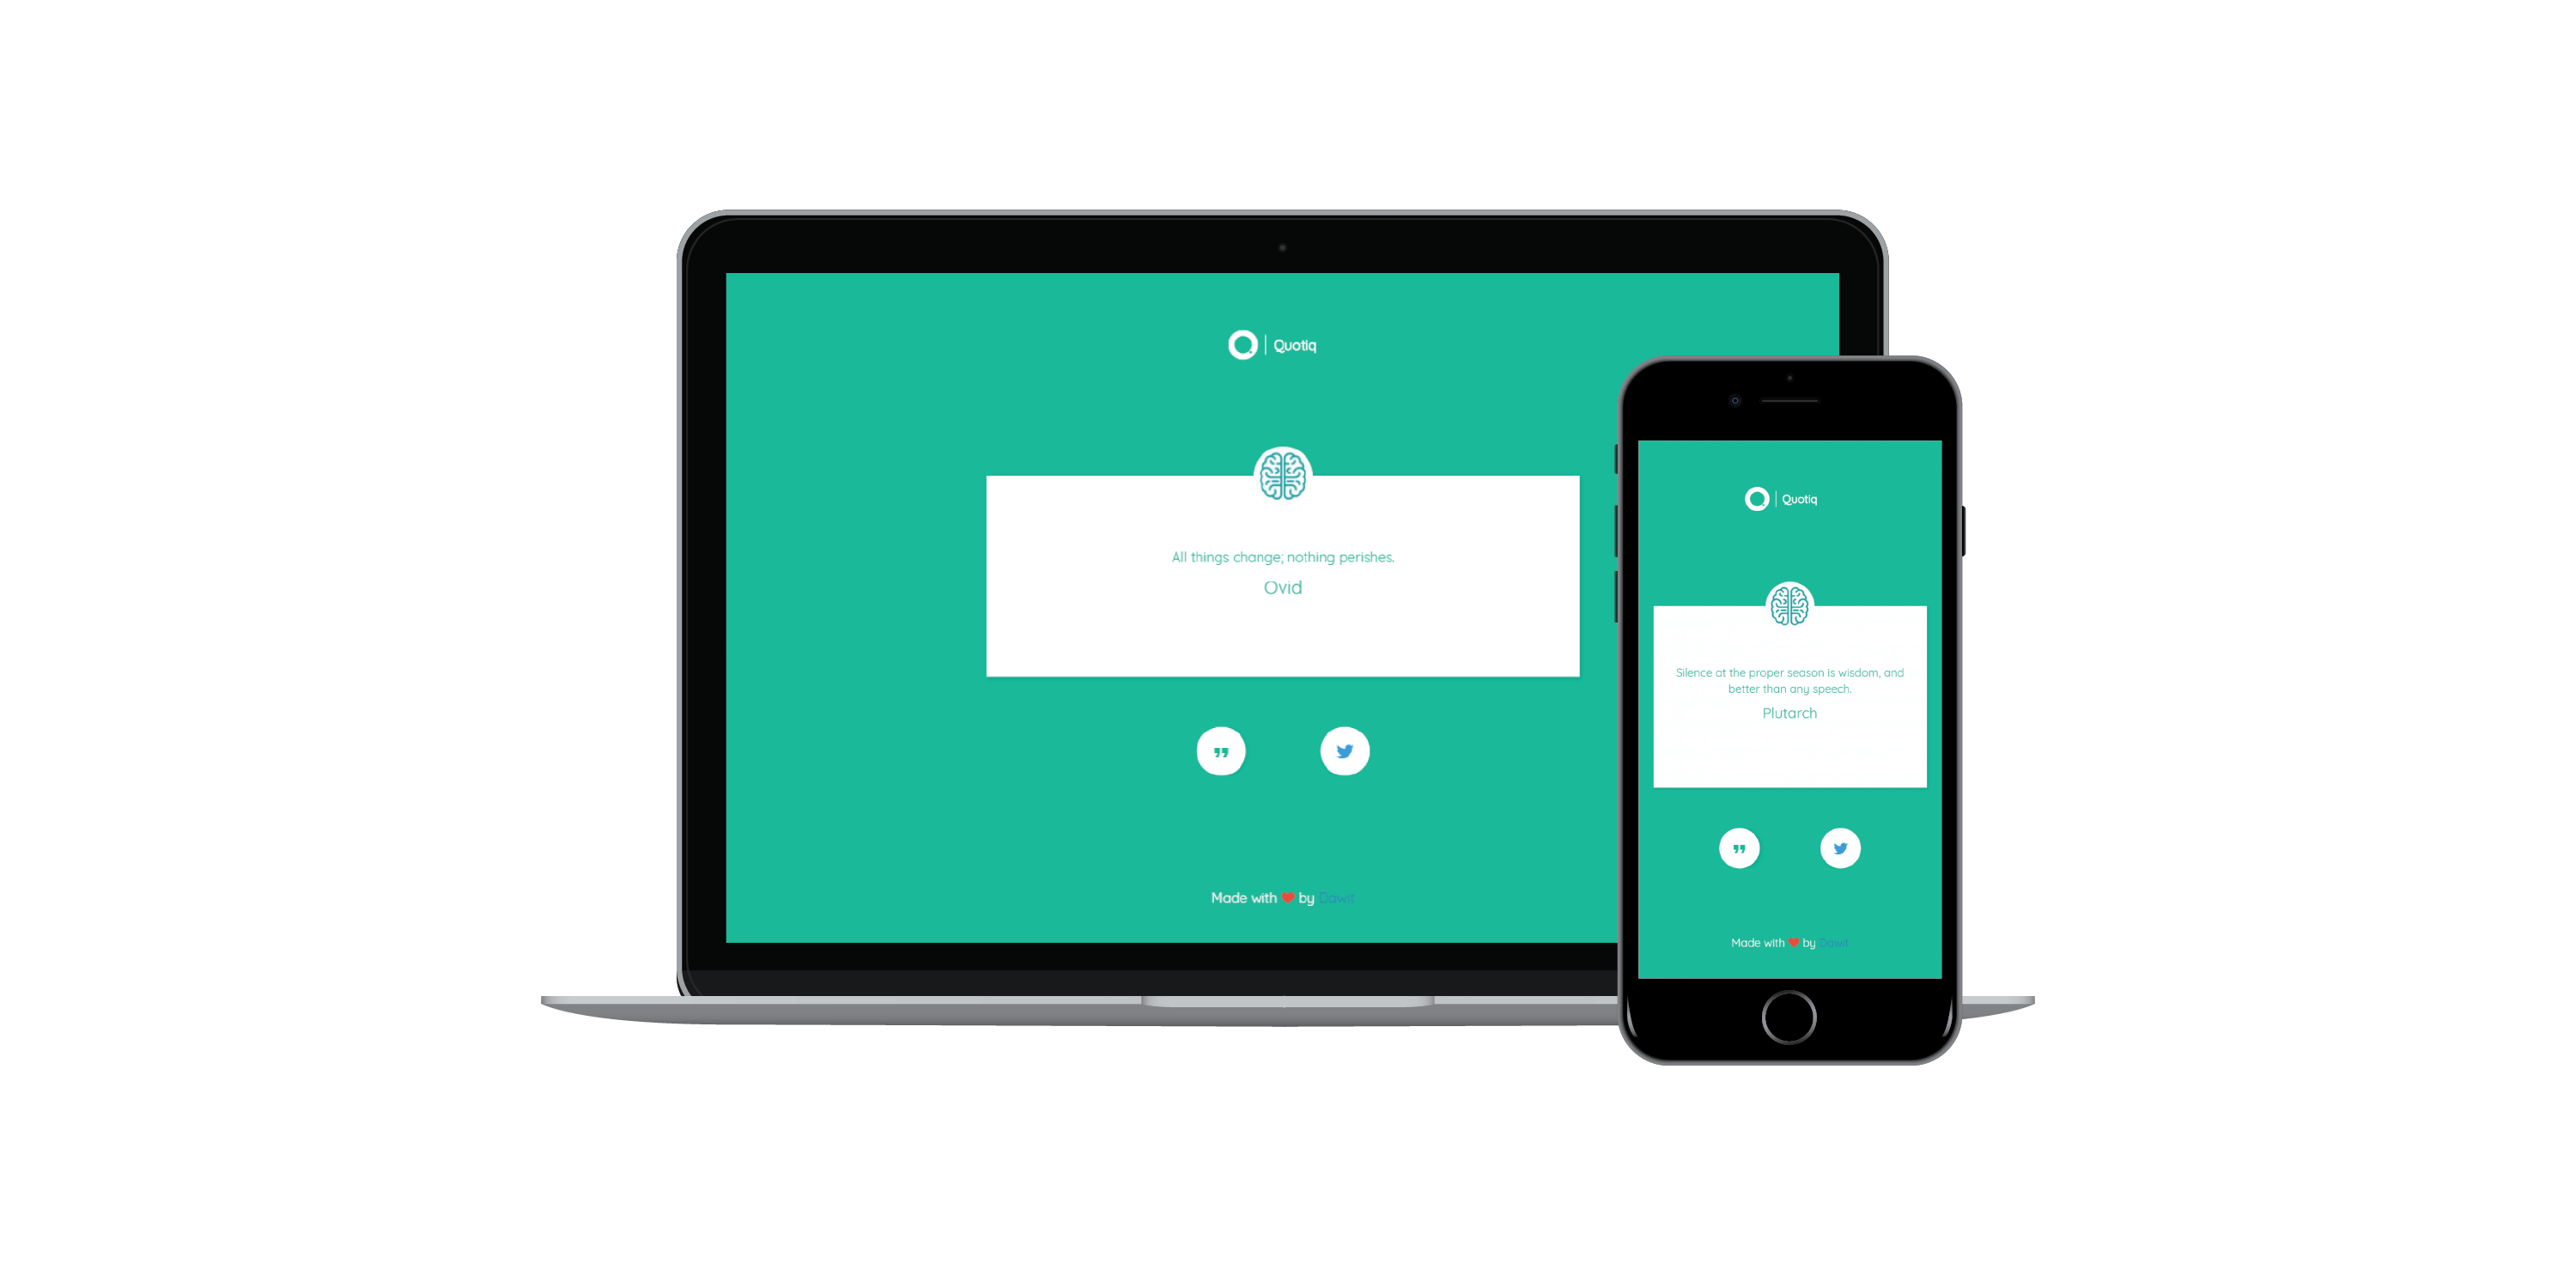 Quotiq
All things change; nothing perishes.
Ovid
Made with ❤ by Dawit
Quotiq
Silence at the proper season is wisdom, and
better than any speech.
Plutarch
Made with ❤ by Dawit